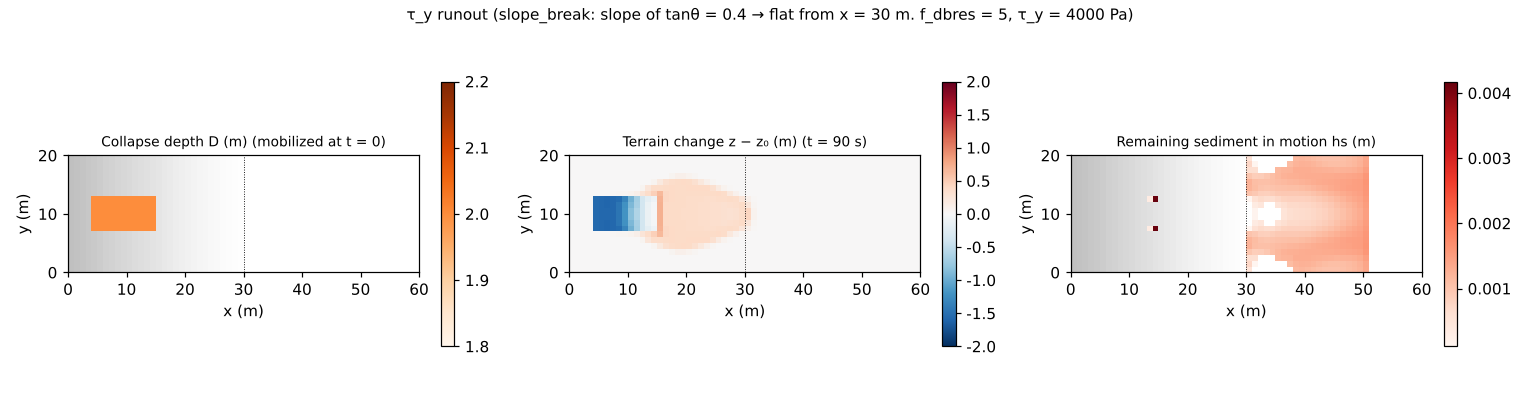 τ_y runout (slope_break: slope of tanθ = 0.4 → flat from x = 30 m. f_dbres = 5, τ_y = 4000 Pa)
Collapse depth D (m) (mobilized at t = 0)
y (m)
20
10
0
0 10 20 30 40 50 60
x (m)
2.2
2.1
2.0
1.9
1.8
Terrain change z − z₀ (m) (t = 90 s)
y (m)
20
10
0
0 10 20 30 40 50 60
x (m)
2.0
1.5
1.0
0.5
0.0
-0.5
-1.0
-1.5
-2.0
Remaining sediment in motion hs (m)
y (m)
20
10
0
0 10 20 30 40 50 60
x (m)
0.004
0.003
0.002
0.001